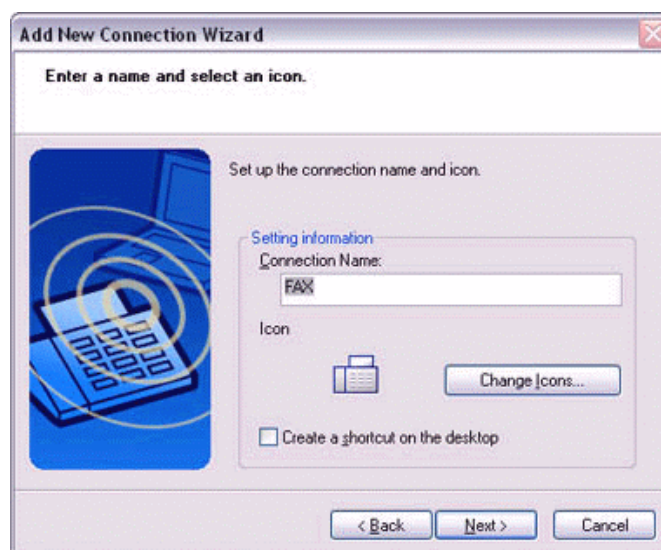 Add New Connection Wizard
Enter a name and select an icon.
Set up the connection name and icon.
Setting information
Connection Name:
FAX
Icon
Change Icons...
Create a shortcut on the desktop
< Back Next > Cancel